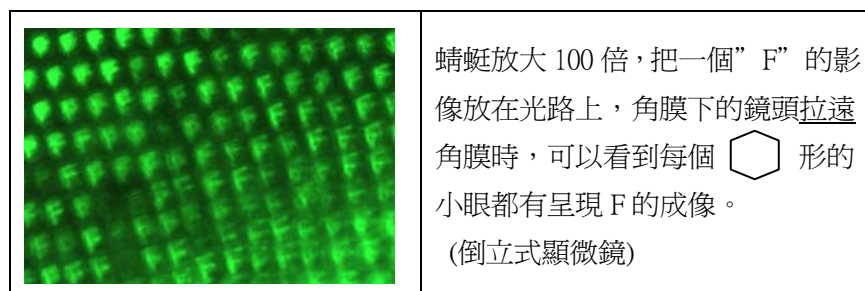 蜻蜓放大 100 倍，把一個”F”的影
像放在光路上，角膜下的鏡頭拉遠
角膜時，可以看到每個 形的
小眼都有呈現 F 的成像。
(倒立式顯微鏡)